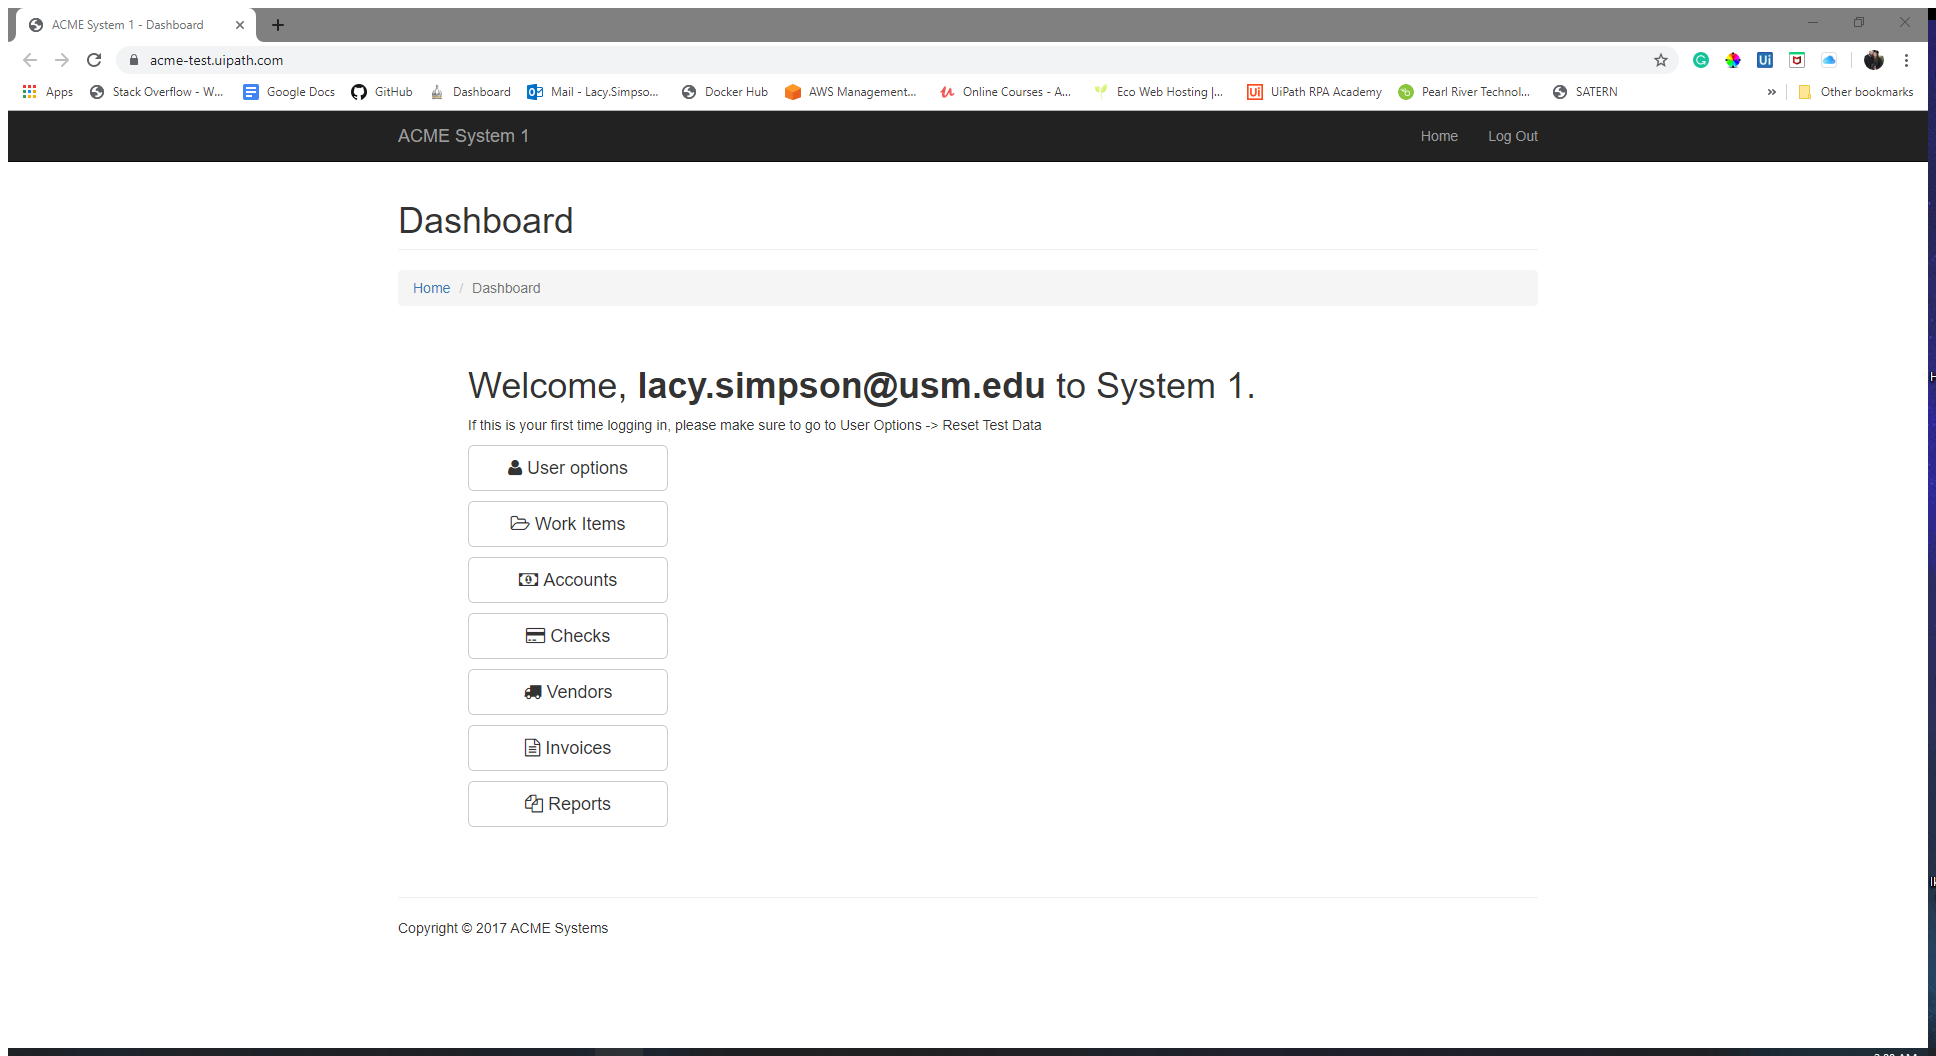 ACME System 1 - Dashboard
acme-test.uipath.com
Apps Stack Overflow - W... Google Docs GitHub Dashboard Mail - Lacy.Simpso... Docker Hub AWS Management... Online Courses - A... Eco Web Hosting |... UiPath RPA Academy Pearl River Technol... SATERN » Other bookmarks
ACME System 1 Home Log Out
Dashboard
Home / Dashboard
Welcome, lacy.simpson@usm.edu to System 1.
If this is your first time logging in, please make sure to go to User Options -> Reset Test Data
User options
Work Items
Accounts
Checks
Vendors
Invoices
Reports
Copyright © 2017 ACME Systems